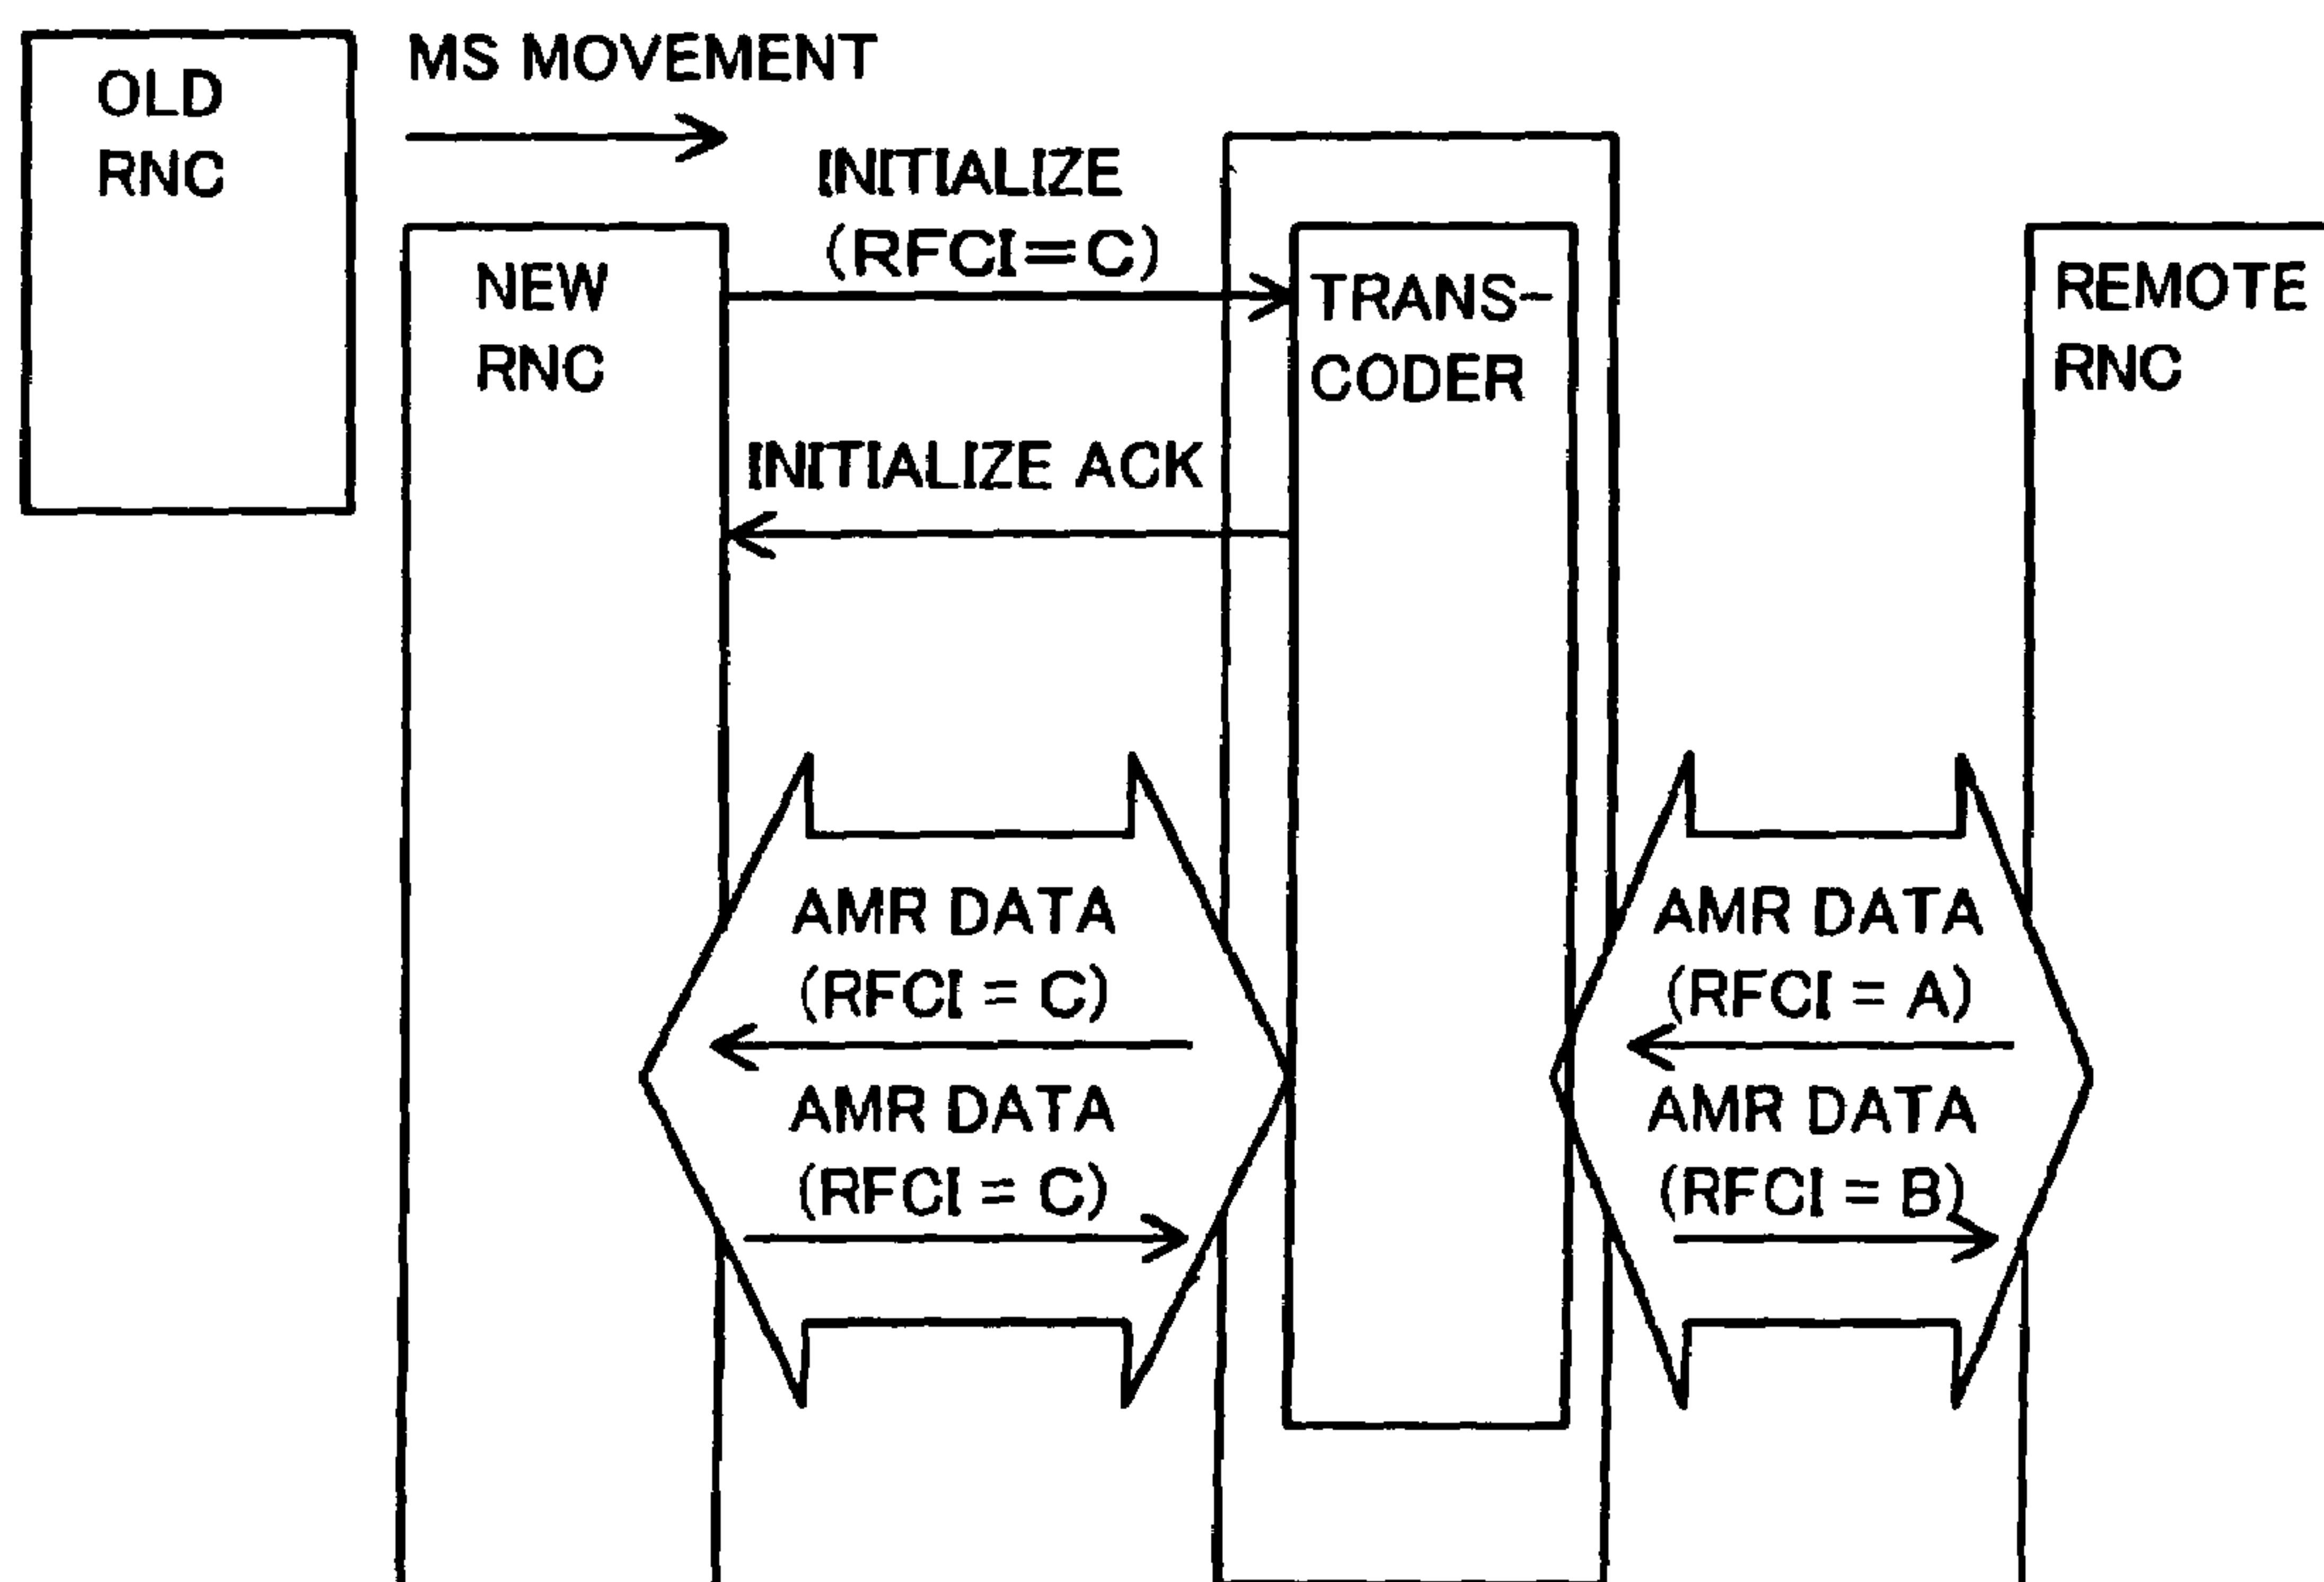 OLD
RNC
MS MOVEMENT
INITIALIZE
(RFCI=C)
NEW
RNC
TRANS-
CODER
REMOTE
RNC
INITIALIZE ACK
AMR DATA
(RFCI = C)
AMR DATA
(RFCI = C)
AMR DATA
(RFCI = A)
AMR DATA
(RFCI = B)